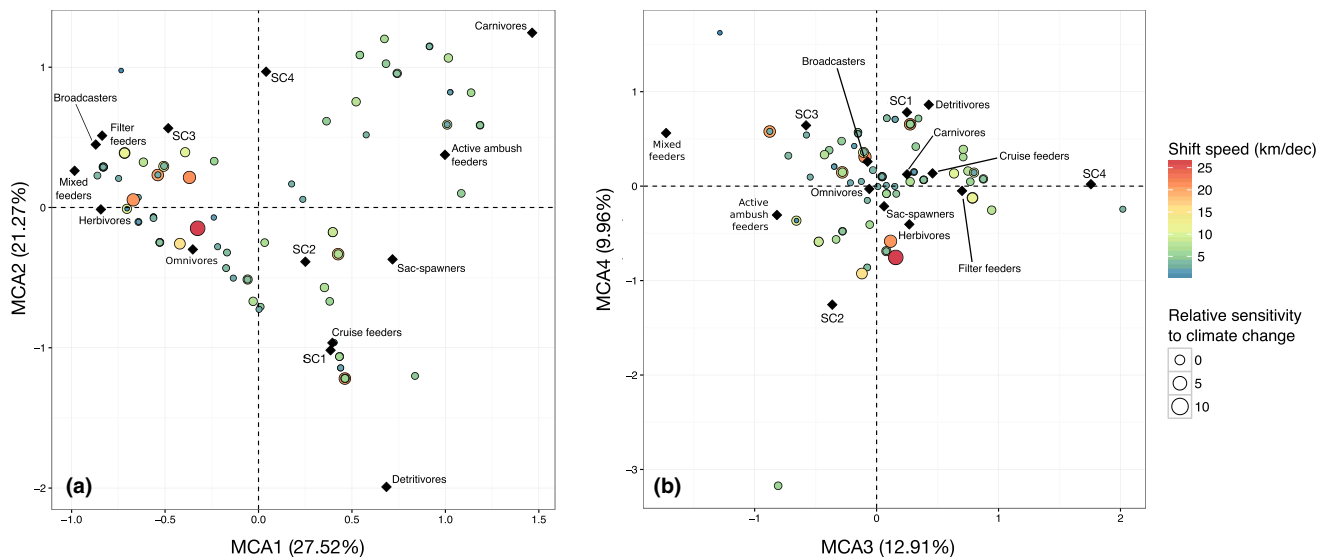 Carnivores
SC4
1
Broadcasters
Filter
feeders
SC3
Active ambush
feeders
Mixed
feeders
0
Herbivores
Omnivores
SC2
Sac-spawners
Cruise feeders
SC1
−1
Detritivores
−2
(a)
−1.0
−0.5
0.0
0.5
1.0
1.5
MCA2 (21.27%)
MCA1 (27.52%)
Broadcasters
1
SC1
Detritivores
SC3
Mixed
feeders
Carnivores
Cruise feeders
SC4
0
Omnivores
Active
ambush
feeders
Sac-spawners
Herbivores
Filter feeders
−1
SC2
−2
−3
(b)
−1
0
1
2
MCA4 (9.96%)
MCA3 (12.91%)
Shift speed (km/dec)
25
20
15
10
5
Relative sensitivity
to climate change
0
5
10